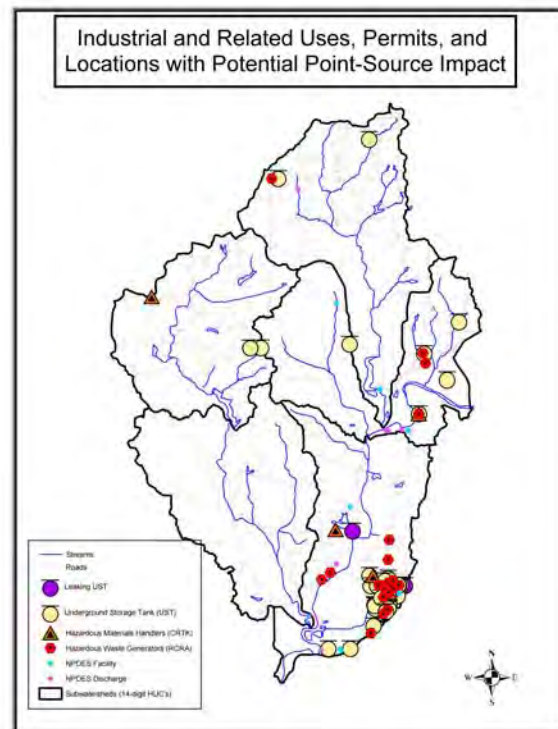 Industrial and Related Uses, Permits, and
Locations with Potential Point-Source Impact
Streams
Roads
Leaking UST
Underground Storage Tank (UST)
Hazardous Materials Handlers (CRTK)
Hazardous Waste Generators (RCRA)
NPDES Facility
NPDES Discharge
Subwatersheds (14-digit HUC's)
N
W
E
S